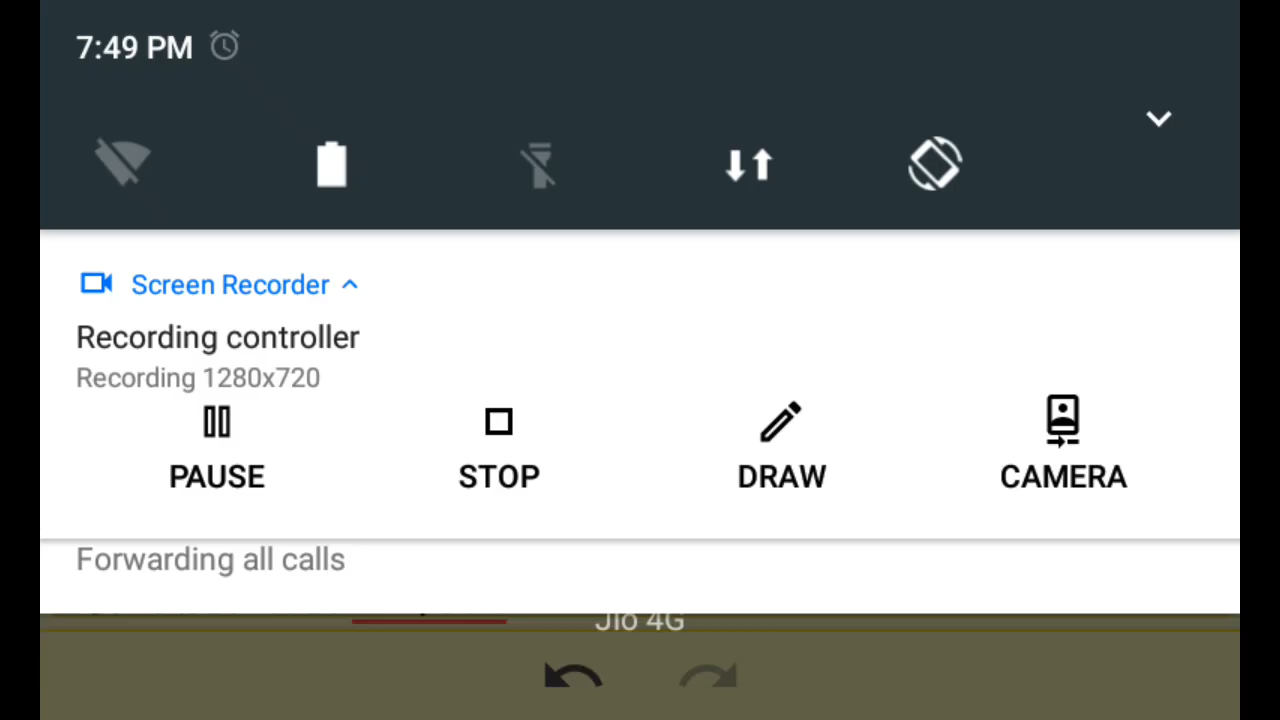 7:49 PM
Screen Recorder
Recording controller
Recording 1280x720
PAUSE STOP DRAW CAMERA
Forwarding all calls
Jio 4G